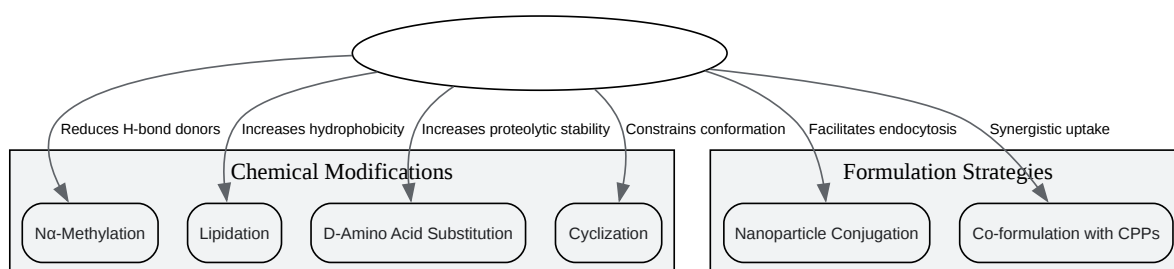 Reduces H-bond donors
Increases hydrophobicity
Increases proteolytic stability
Constrains conformation
Facilitates endocytosis
Synergistic uptake
Chemical Modifications
Formulation Strategies
Nα-Methylation
Lipidation
D-Amino Acid Substitution
Cyclization
Nanoparticle Conjugation
Co-formulation with CPPs